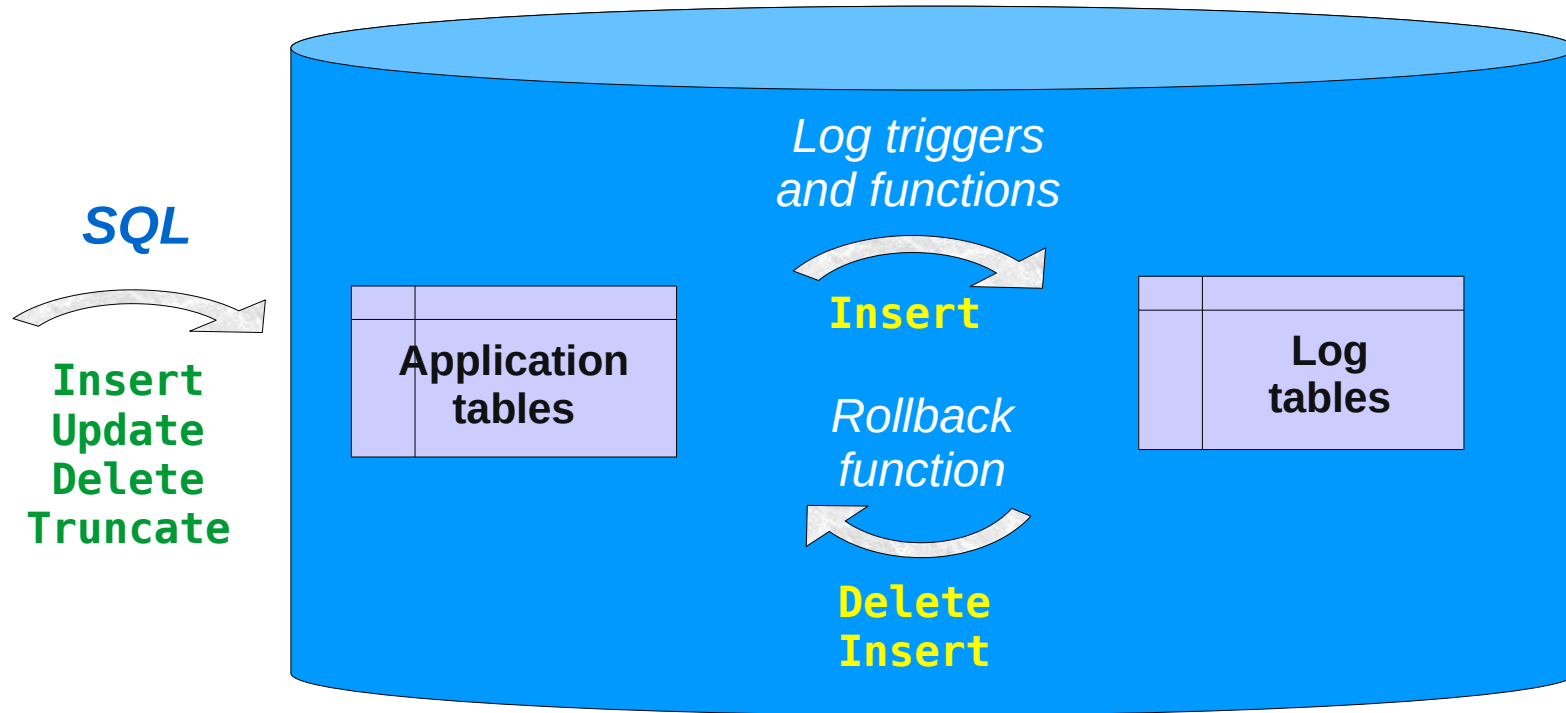 SQL
Insert
Update
Delete
Truncate
Application
tables
Log triggers
and functions
Insert
Rollback
function
Delete
Insert
Log
tables